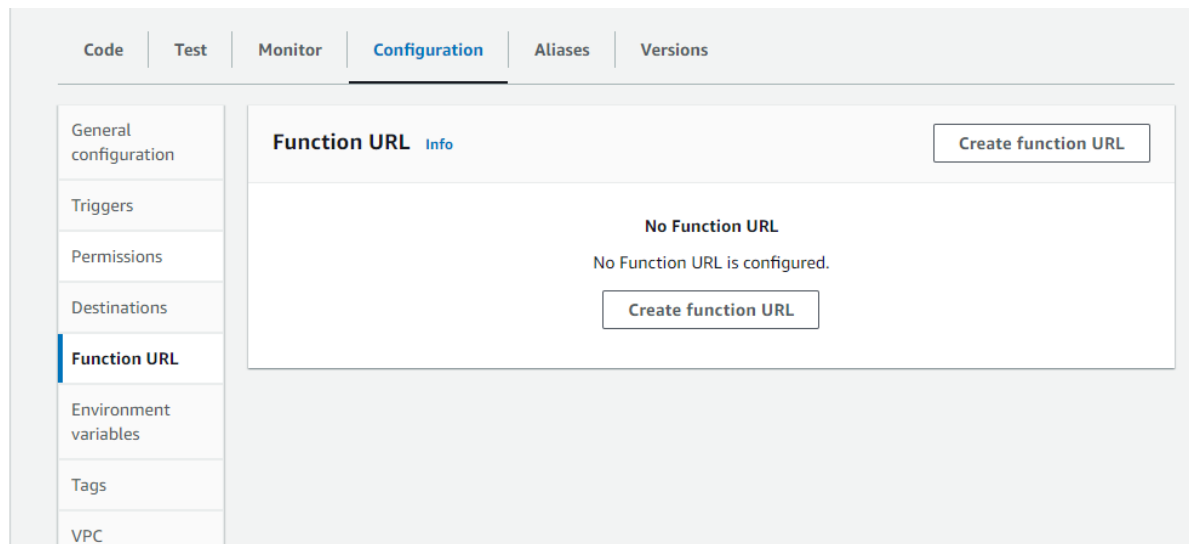 Code Test Monitor Configuration Aliases Versions
General
configuration
Triggers
Permissions
Destinations
Function URL
Environment
variables
Tags
VPC
Function URL Info
Create function URL
No Function URL
No Function URL is configured.
Create function URL